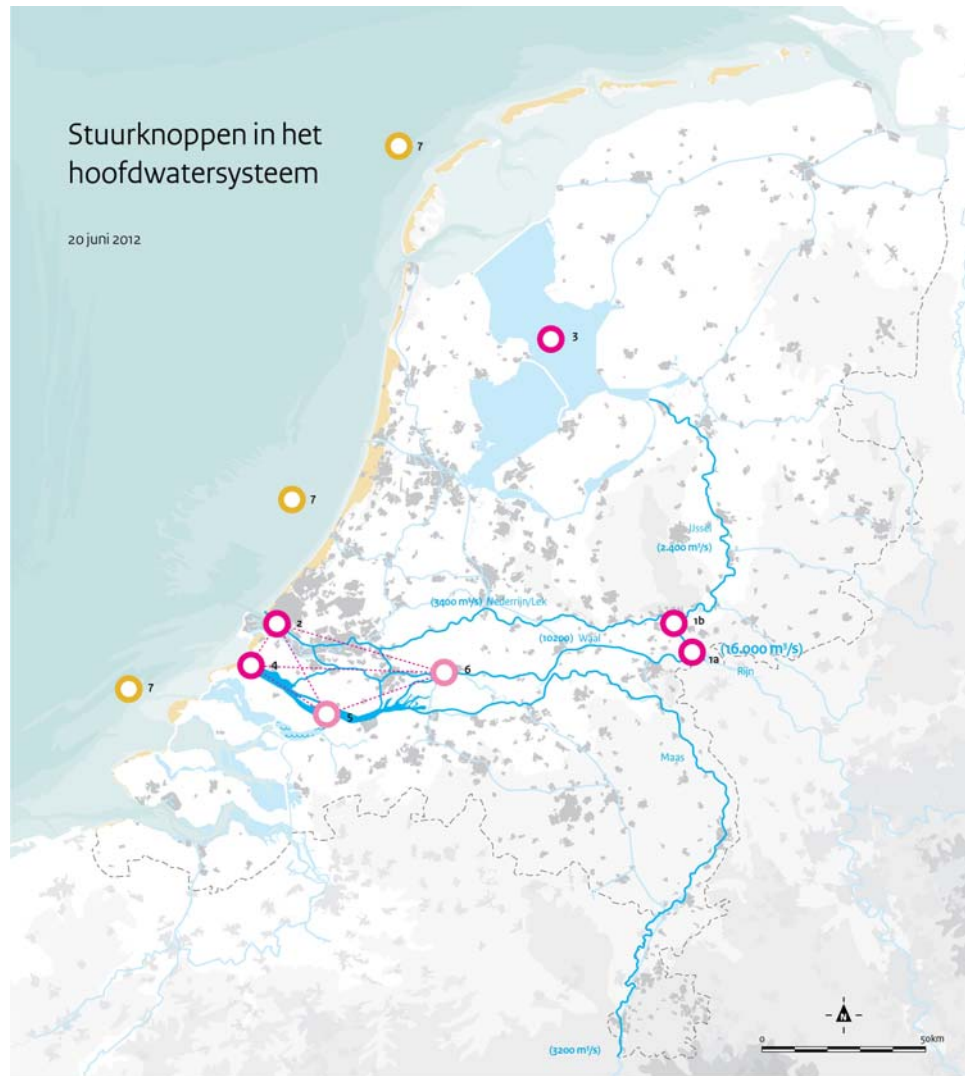 Stuurknoppen in het
hoofdwatersysteem
20 juni 2012
7
3
7
IJssel
(2.400 m³/s)
(3400 m³/s) Nederrijn/Lek
2
1b
(10200) Waal
(16.000 m³/s)
1a
Rijn
4
6
7
5
Maas
N
0
50km
(3200 m³/s)